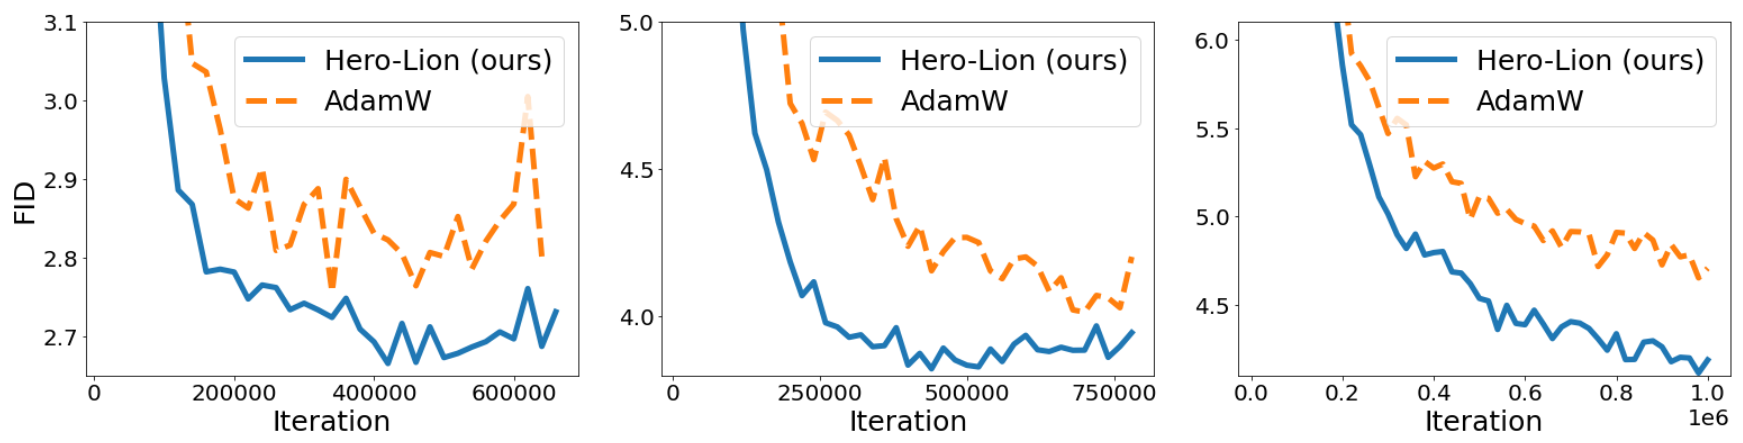 FID
3.1
3.0
2.9
2.8
2.7
Hero-Lion (ours)
AdamW
0
200000
400000
600000
Iteration
5.0
4.5
4.0
Hero-Lion (ours)
AdamW
0
250000
500000
750000
Iteration
6.0
5.5
5.0
4.5
Hero-Lion (ours)
AdamW
0.0
0.2
0.4
0.6
0.8
1.0
1e6
Iteration